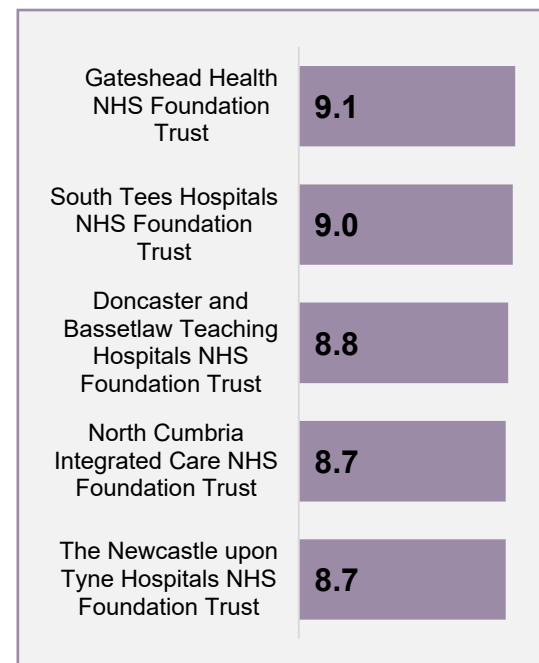 Gateshead Health
NHS Foundation
Trust
9.1
South Tees Hospitals
NHS Foundation
Trust
9.0
Doncaster and
Bassetlaw Teaching
Hospitals NHS
Foundation Trust
8.8
North Cumbria
Integrated Care NHS
Foundation Trust
8.7
The Newcastle upon
Tyne Hospitals NHS
Foundation Trust
8.7